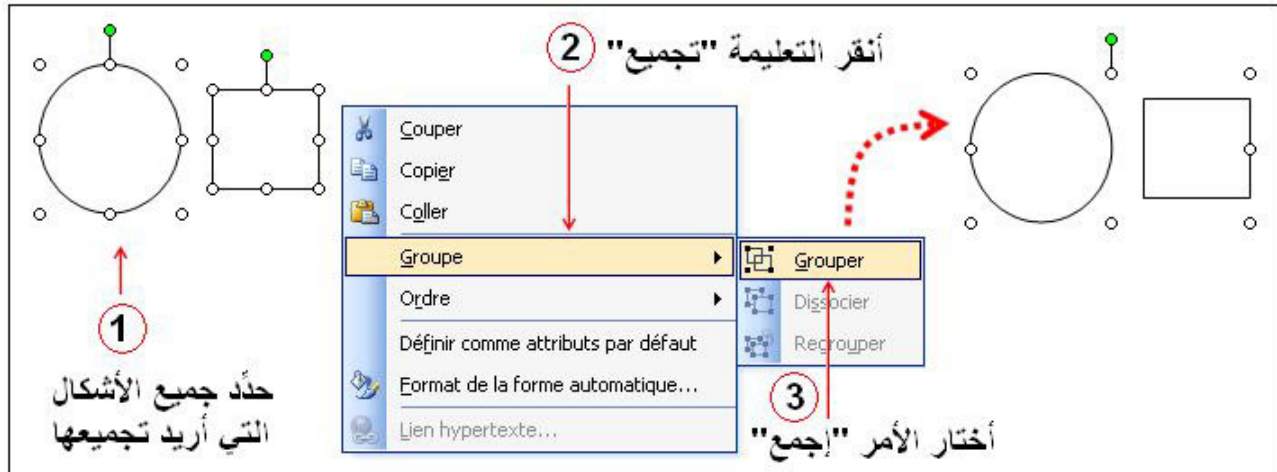 2 أنقر التعليمة "تجميع"
Couper
Copier
Coller
Groupe
Grouper
Ordre
Dissocier
Définir comme attributs par défaut
Regrouper
Format de la forme automatique...
Lien hypertexte...
1
حدِّد جميع الأشكال
التي أريد تجميعها
3
أختار الأمر "إجمع"